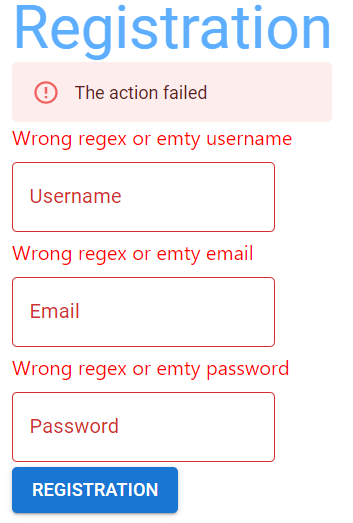 Registration
The action failed
Wrong regex or emty username
Username
Wrong regex or emty email
Email
Wrong regex or emty password
Password
REGISTRATION